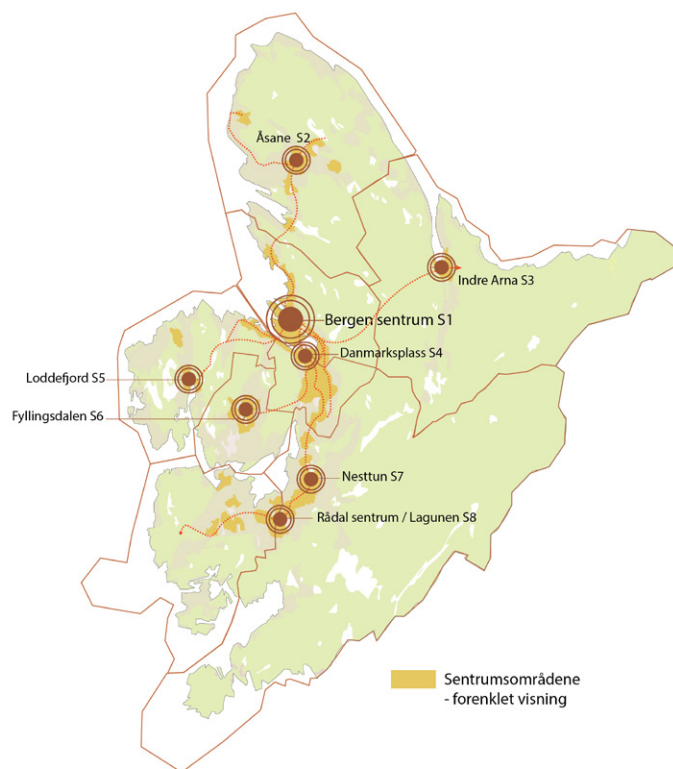 Åsane S2
Indre Arna S3
Bergen sentrum S1
Danmarksplass S4
Loddefjord S5
Fyllingsdalen S6
Nesttun S7
Rådal sentrum / Lagunen S8
Sentrumsområdene
- forenklet visning